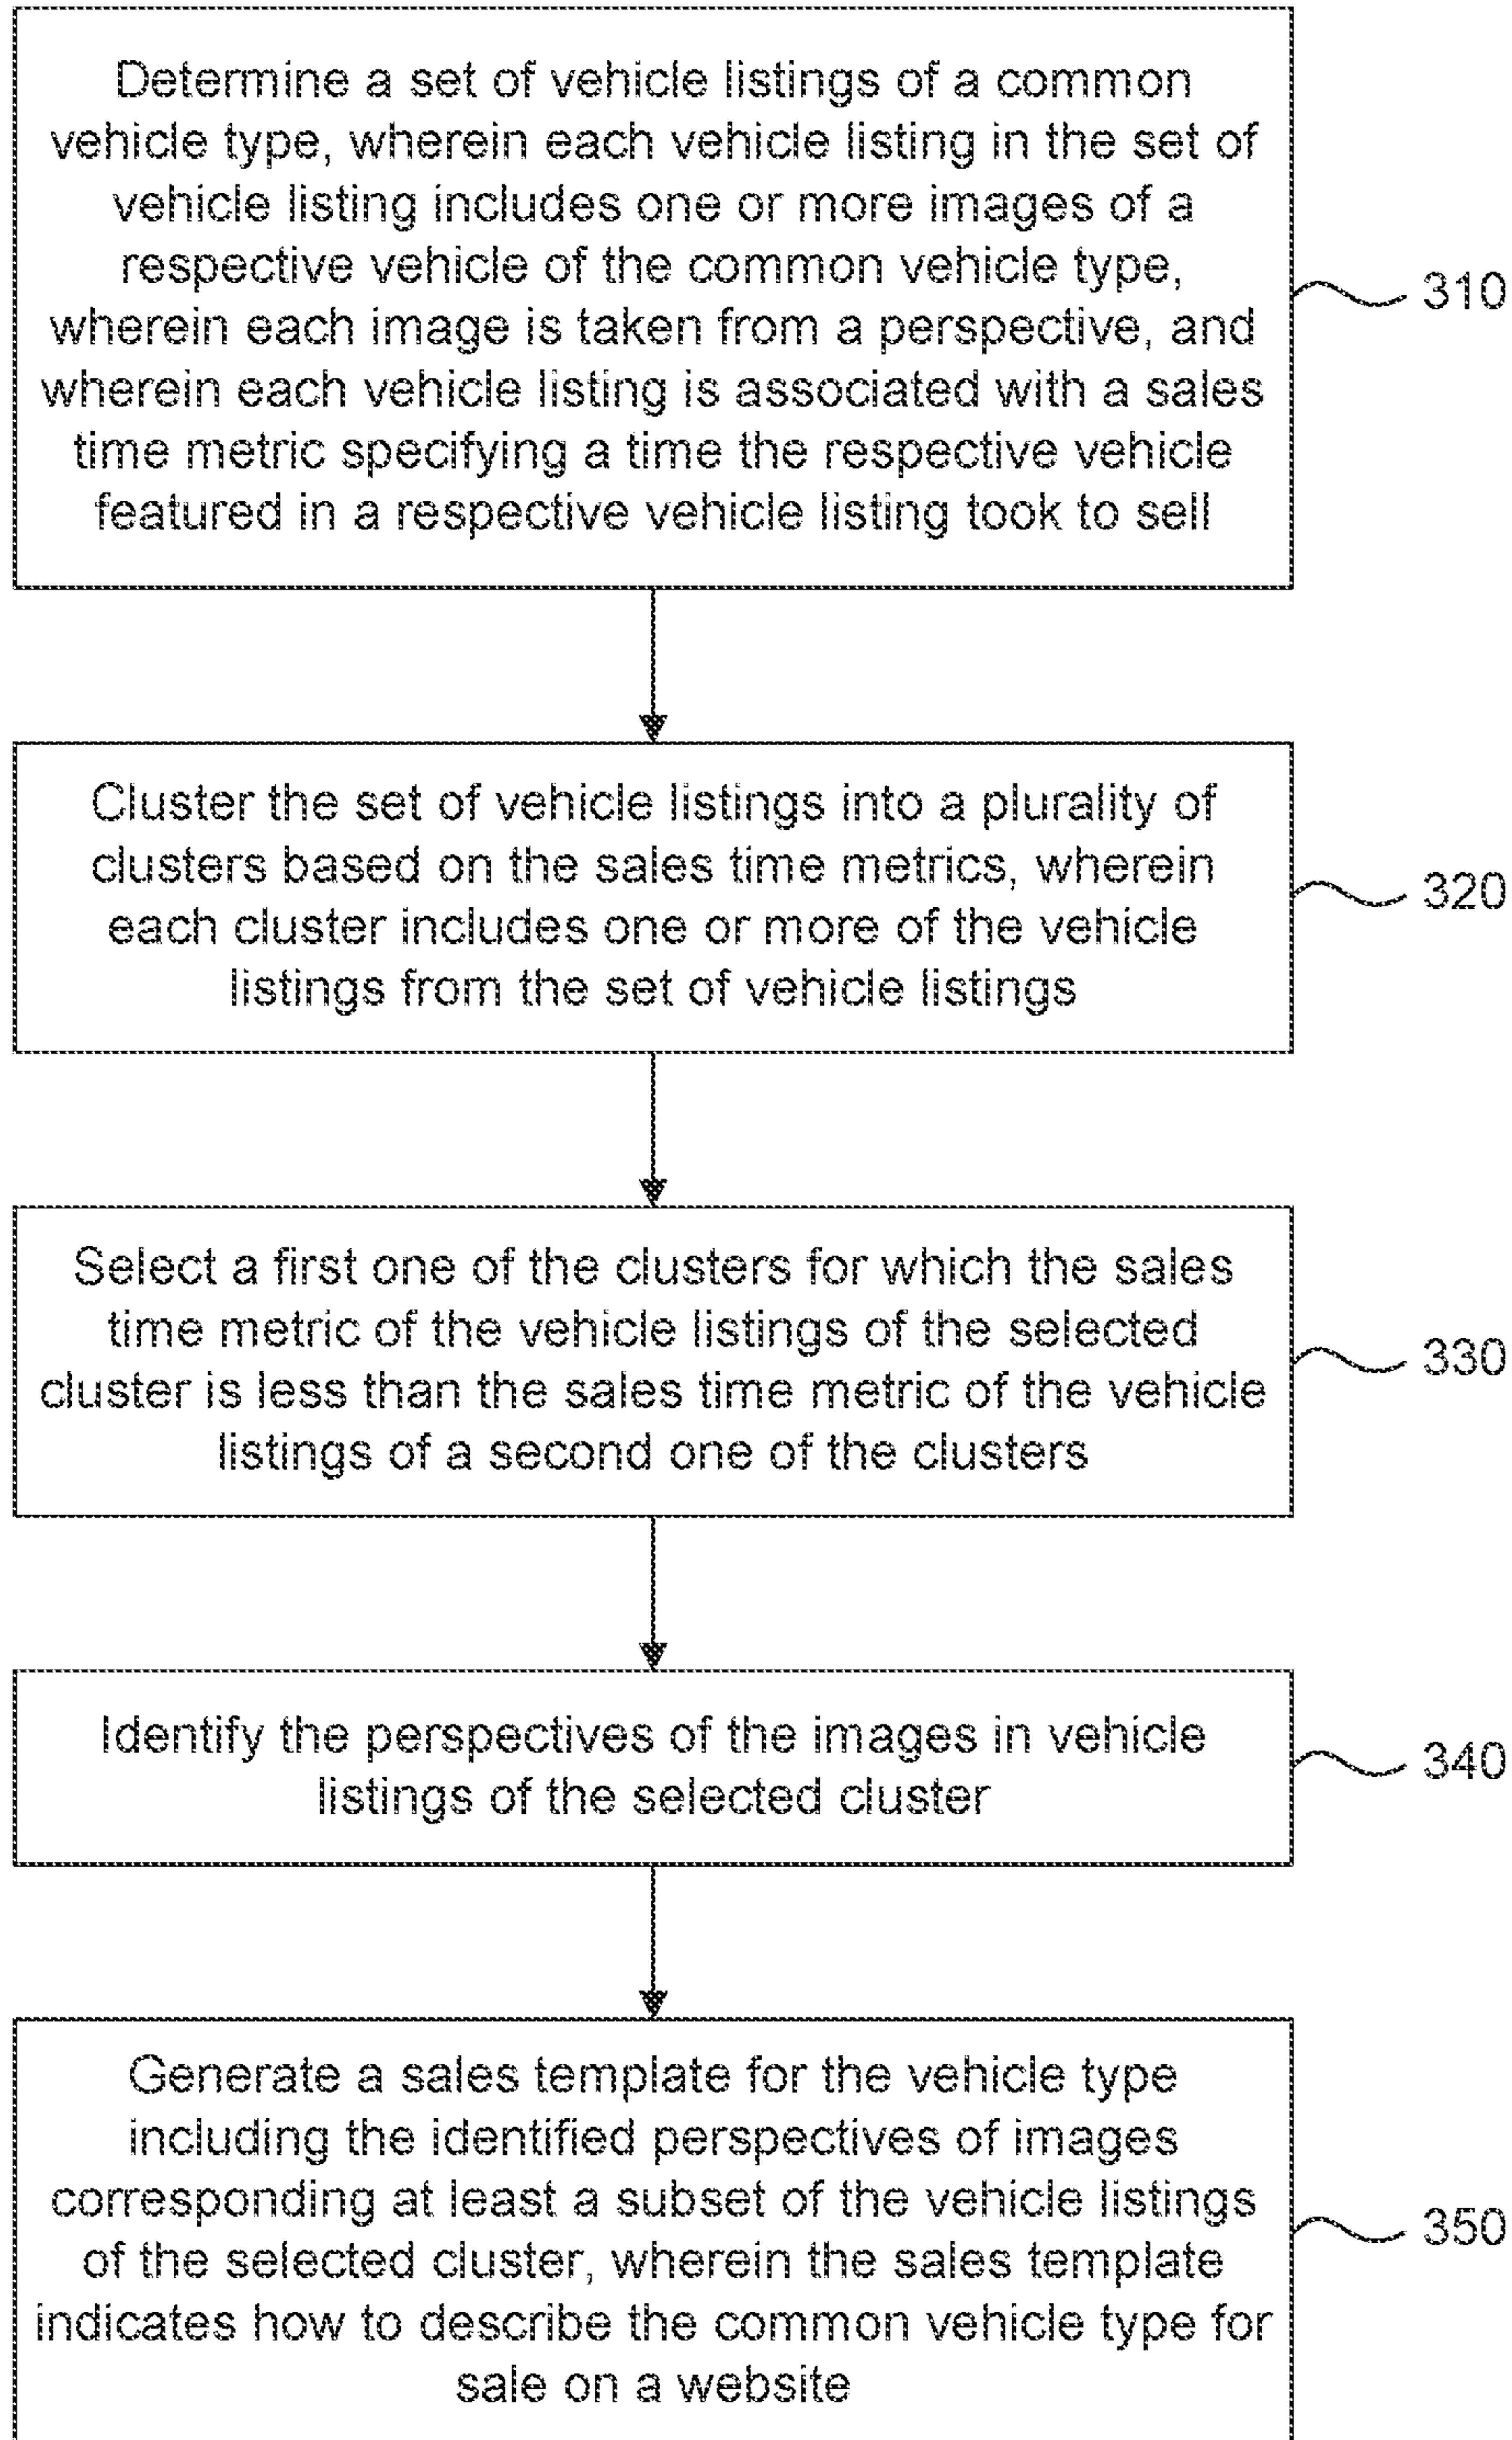 Determine a set of vehicle listings of a common
vehicle type, wherein each vehicle listing in the set of
vehicle listing includes one or more images of a
respective vehicle of the common vehicle type,
wherein each image is taken from a perspective, and
wherein each vehicle listing is associated with a sales
time metric specifying a time the respective vehicle
featured in a respective vehicle listing took to sell
310
Cluster the set of vehicle listings into a plurality of
clusters based on the sales time metrics, wherein
each cluster includes one or more of the vehicle
listings from the set of vehicle listings
320
Select a first one of the clusters for which the sales
time metric of the vehicle listings of the selected
cluster is less than the sales time metric of the vehicle
listings of a second one of the clusters
330
Identify the perspectives of the images in vehicle
listings of the selected cluster
340
Generate a sales template for the vehicle type
including the identified perspectives of images
corresponding at least a subset of the vehicle listings
of the selected cluster, wherein the sales template
indicates how to describe the common vehicle type for
sale on a website
350